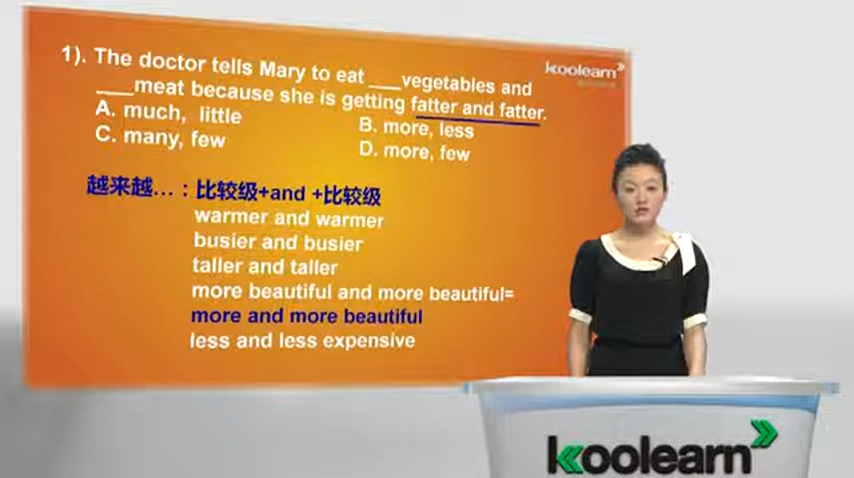 1). The doctor tells Mary to eat ___vegetables and
___meat because she is getting fatter and fatter.
A. much, little
B. more, less
C. many, few
D. more, few
越来越…：比较级+and +比较级
warmer and warmer
busier and busier
taller and taller
more beautiful and more beautiful=
more and more beautiful
less and less expensive
koolearn
koolearn